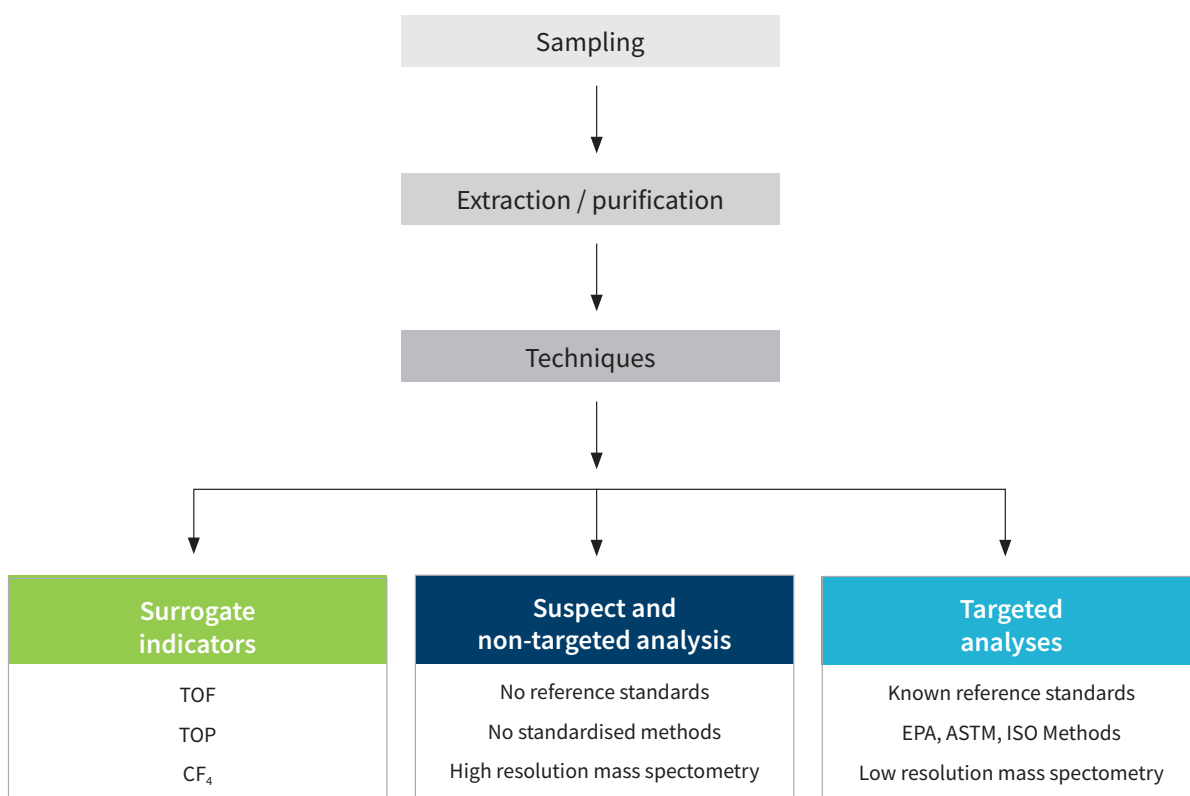 Sampling
Extraction / purification
Techniques
Surrogate
indicators
TOF
TOP
CF₄
Suspect and
non-targeted analysis
No reference standards
No standardised methods
High resolution mass spectometry
Targeted
analyses
Known reference standards
EPA, ASTM, ISO Methods
Low resolution mass spectometry